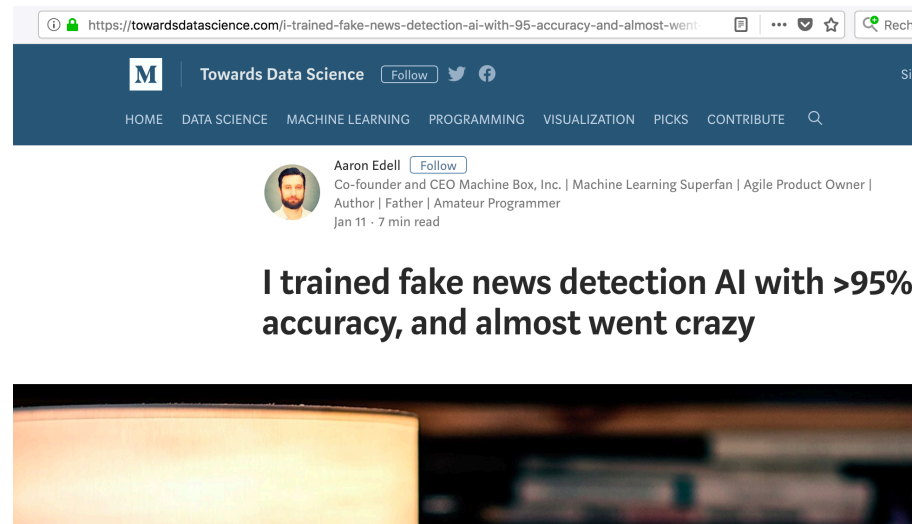 https://towardsdatascience.com/i-trained-fake-news-detection-ai-with-95-accuracy-and-almost-went-
Rech
M
Towards Data Science Follow
Si
HOME DATA SCIENCE MACHINE LEARNING PROGRAMMING VISUALIZATION PICKS CONTRIBUTE
Aaron Edell Follow
Co-founder and CEO Machine Box, Inc. | Machine Learning Superfan | Agile Product Owner |
Author | Father | Amateur Programmer
Jan 11 · 7 min read
I trained fake news detection AI with >95%
accuracy, and almost went crazy